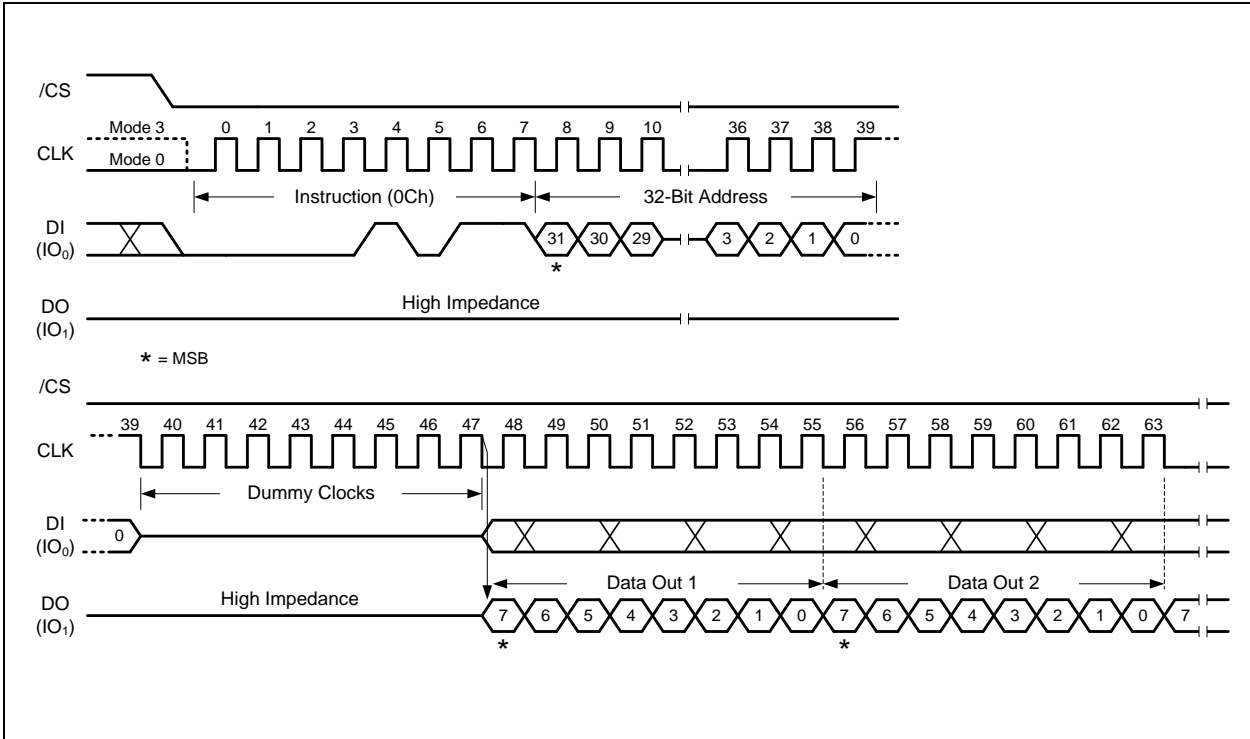 /CS
Mode 3 0 1 2 3 4 5 6 7 8 9 10 36 37 38 39
CLK
Mode 0
Instruction (0Ch) 32-Bit Address
DI
(IO₀)
31 30 29 3 2 1 0
*
High Impedance
DO
(IO₁)
* = MSB
/CS
39 40 41 42 43 44 45 46 47 48 49 50 51 52 53 54 55 56 57 58 59 60 61 62 63
CLK
Dummy Clocks
DI
(IO₀)
0
Data Out 1 Data Out 2
High Impedance
DO
(IO₁)
7 6 5 4 3 2 1 0 7 6 5 4 3 2 1 0 7
* *